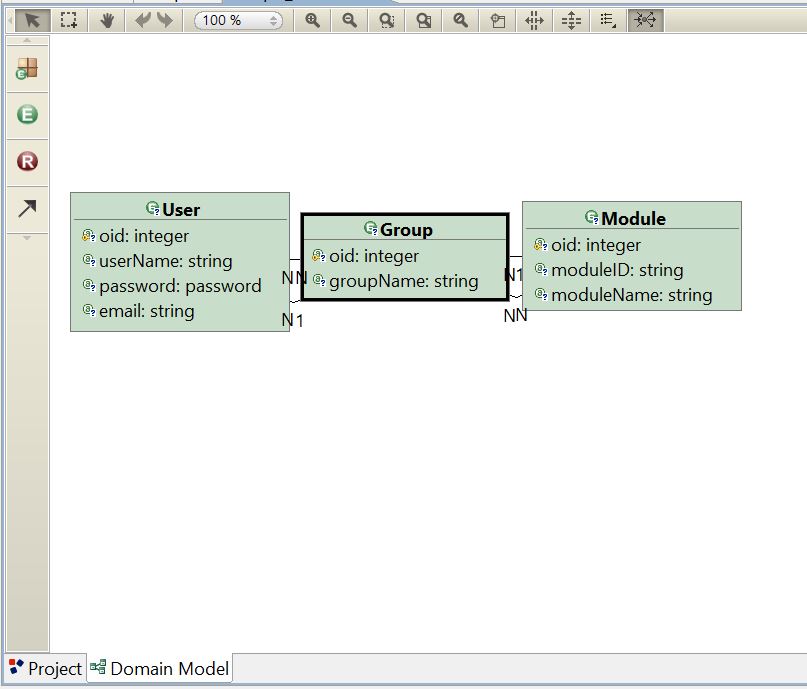 100 %
E
R
User
oid: integer
userName: string
password: password
email: string
Group
oid: integer
groupName: string
Module
oid: integer
moduleID: string
moduleName: string
N N
N 1
N 1
N N
Project
Domain Model